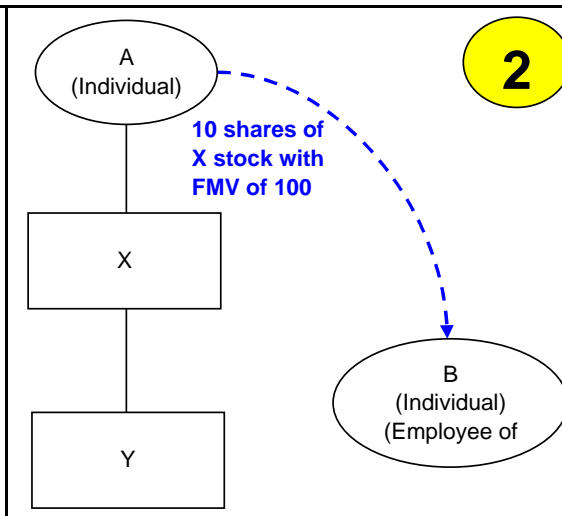 A
(Individual)
2
10 shares of
X stock with
FMV of 100
X
B
(Individual)
(Employee of
Y